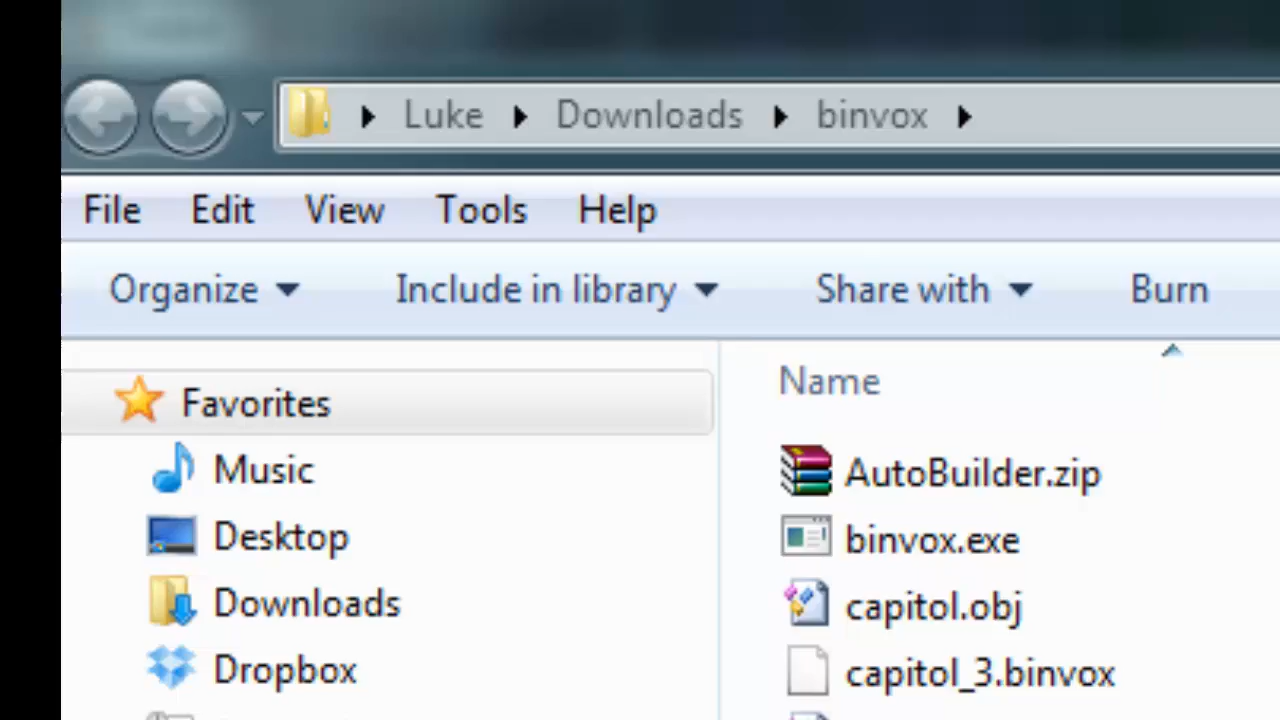 Luke Downloads binvox
File Edit View Tools Help
Organize Include in library Share with Burn
Favorites
Music
Desktop
Downloads
Dropbox
Name
AutoBuilder.zip
binvox.exe
capitol.obj
capitol_3.binvox